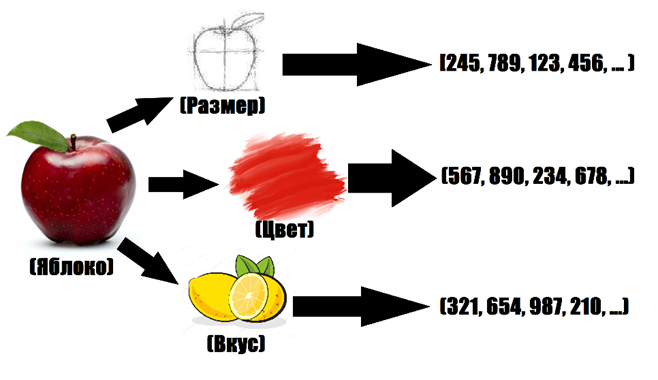 (Размер)
[245, 789, 123, 456, ... )
(Яблоко)
(Цвет)
(567, 890, 234, 678, ...)
(Вкус)
(321, 654, 987, 210, ...)